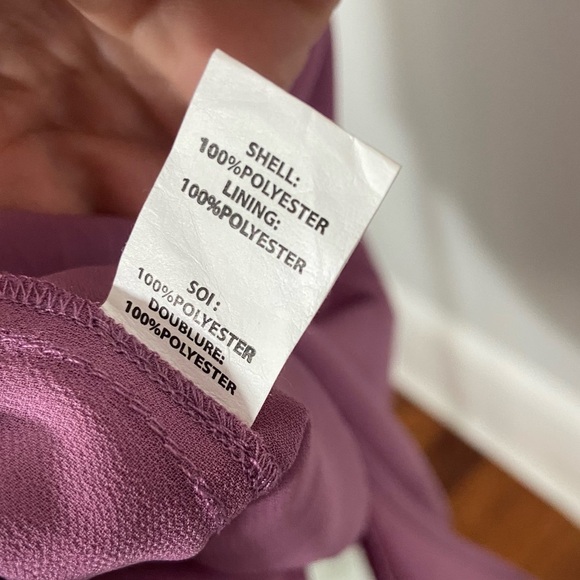 SHELL:
100%POLYESTER
LINING:
100%POLYESTER
SOI :
100%POLYESTER
DOUBLURE:
100%POLYESTER